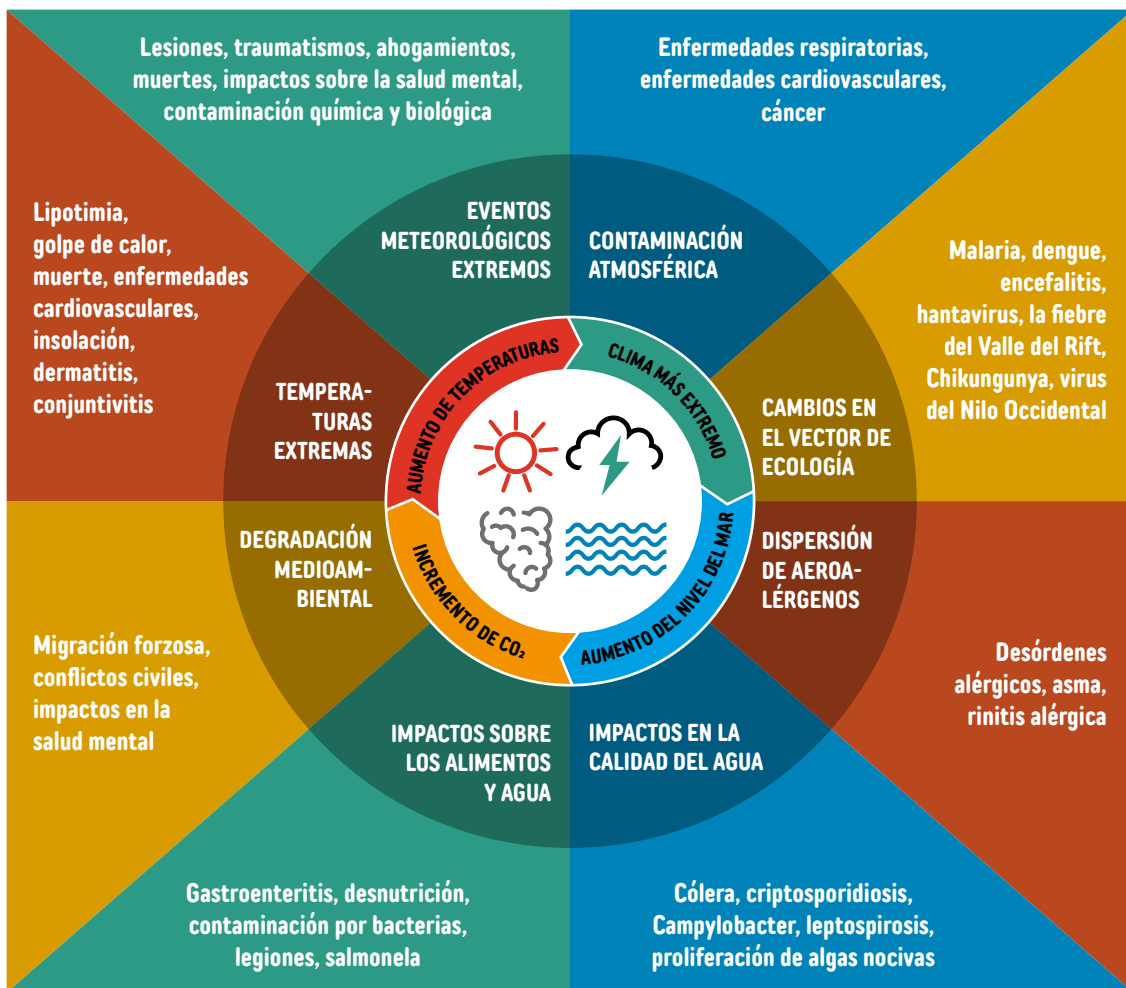 Lesiones, traumatismos, ahogamientos,
muertes, impactos sobre la salud mental,
contaminación química y biológica
Enfermedades respiratorias,
enfermedades cardiovasculares,
cáncer
Lipotimia,
golpe de calor,
muerte, enfermedades
cardiovasculares,
insolación,
dermatitis,
conjuntivitis
EVENTOS
METEOROLÓGICOS
EXTREMOS
CONTAMINACIÓN
ATMOSFÉRICA
Malaria, dengue,
encefalitis,
hantavirus, la fiebre
del Valle del Rift,
Chikungunya, virus
del Nilo Occidental
TEMPERA-
TURAS
EXTREMAS
AUMENTO DE TEMPERATURAS
CLIMA MÁS EXTREMO
CAMBIOS EN
EL VECTOR DE
ECOLOGÍA
DEGRADACIÓN
MEDIOAM-
BIENTAL
INCREMENTO DE CO₂
AUMENTO DEL NIVEL DEL MAR
DISPERSIÓN
DE AEROA-
LÉRGENOS
Migración forzosa,
conflictos civiles,
impactos en la
salud mental
IMPACTOS SOBRE
LOS ALIMENTOS
Y AGUA
IMPACTOS EN LA
CALIDAD DEL AGUA
Desórdenes
alérgicos, asma,
rinitis alérgica
Gastroenteritis, desnutrición,
contaminación por bacterias,
legiones, salmonela
Cólera, criptosporidiosis,
Campylobacter, leptospirosis,
proliferación de algas nocivas